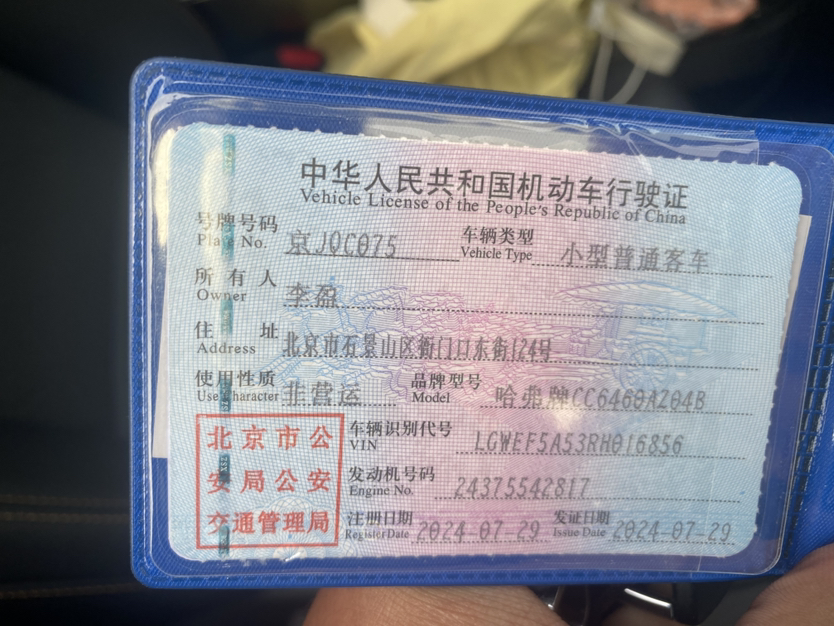 中华人民共和国机动车行驶证
Vehicle License of the People's Republic of China
号牌号码 京JQC075 车辆类型 小型普通客车
Plate No. Vehicle Type
所有人 李盈
Owner
住址 北京市石景山区衙门口东街124号
Address
使用性质 非营运 品牌型号 哈弗牌CC6460AZ04B
Use Character Model
北京市公安局公安交通管理局
车辆识别代号 LGWEF5A53RH016856
VIN
发动机号码 24375542817
Engine No.
注册日期 2024-07-29 发证日期 2024-07-29
Register Date Issue Date